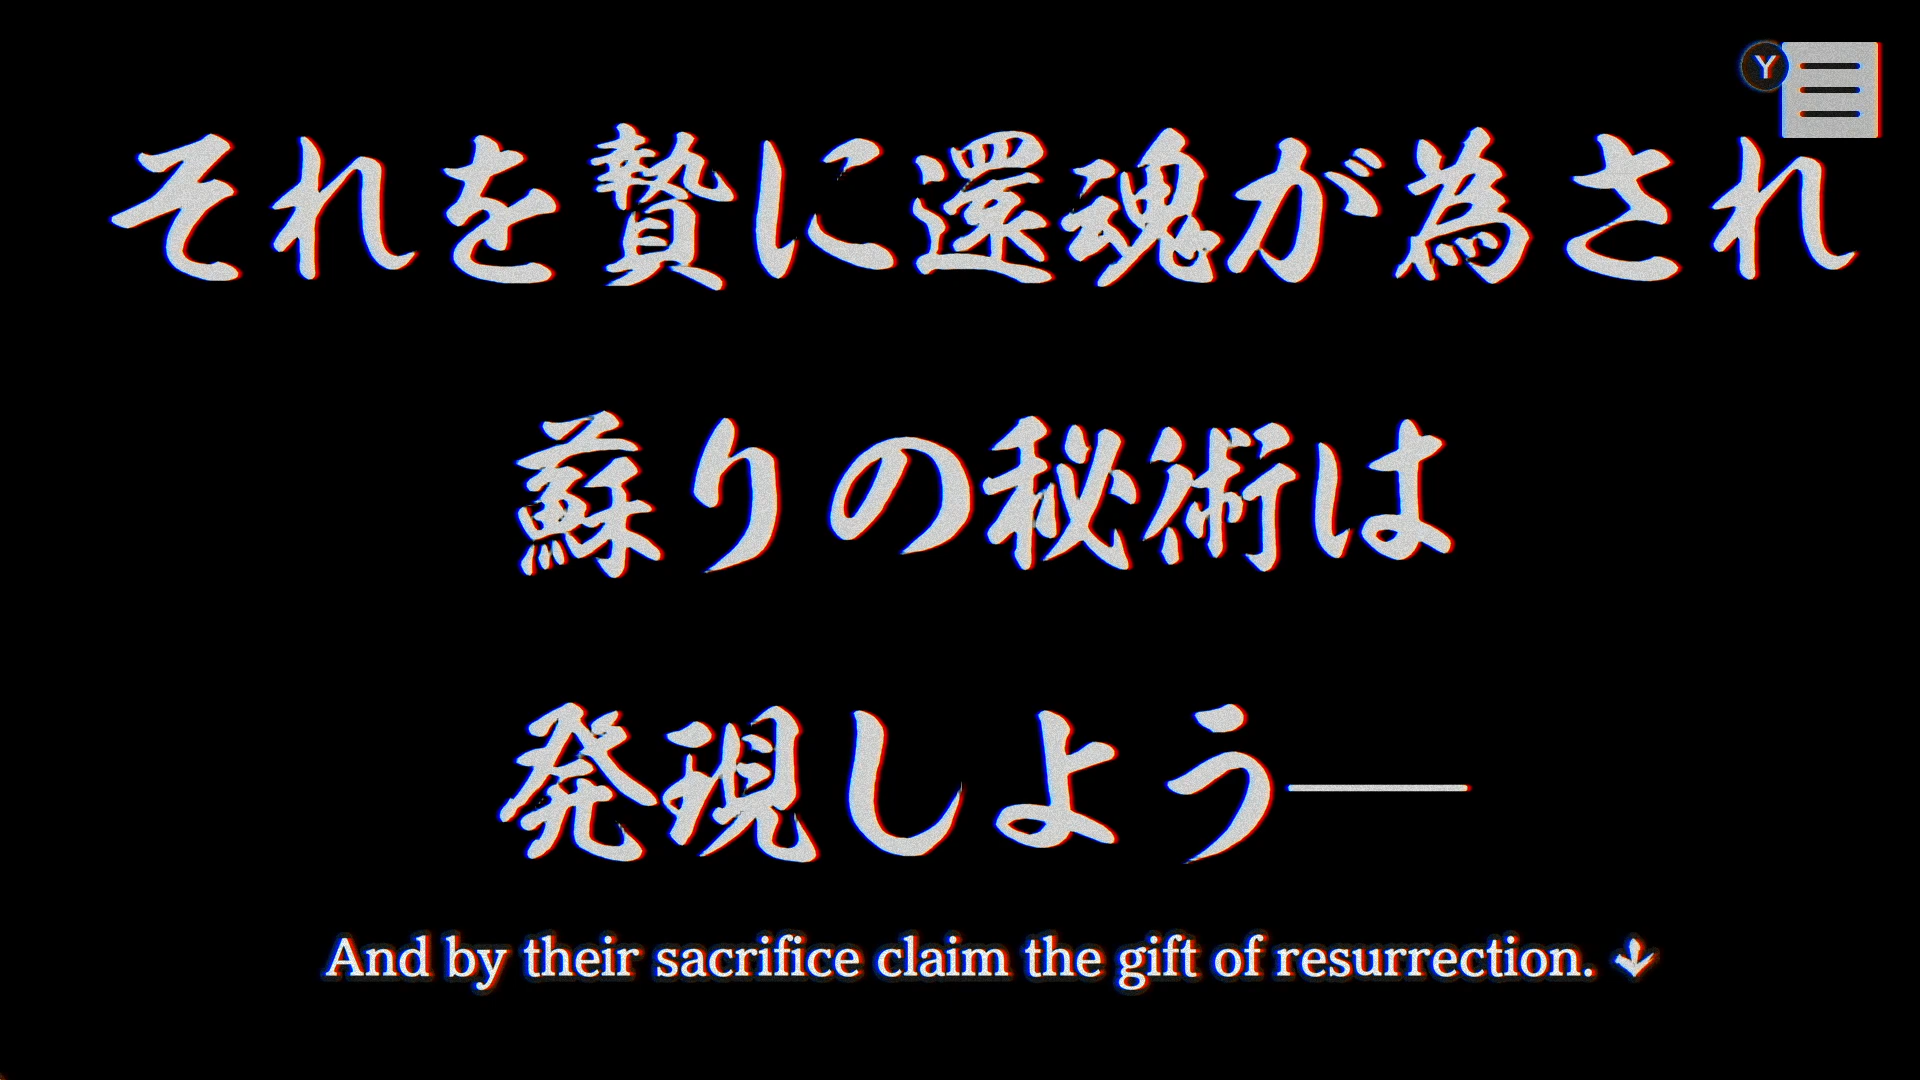 Y
それを贄に還魂が為され
蘇りの秘術は
発現しよう――
And by their sacrifice claim the gift of resurrection.